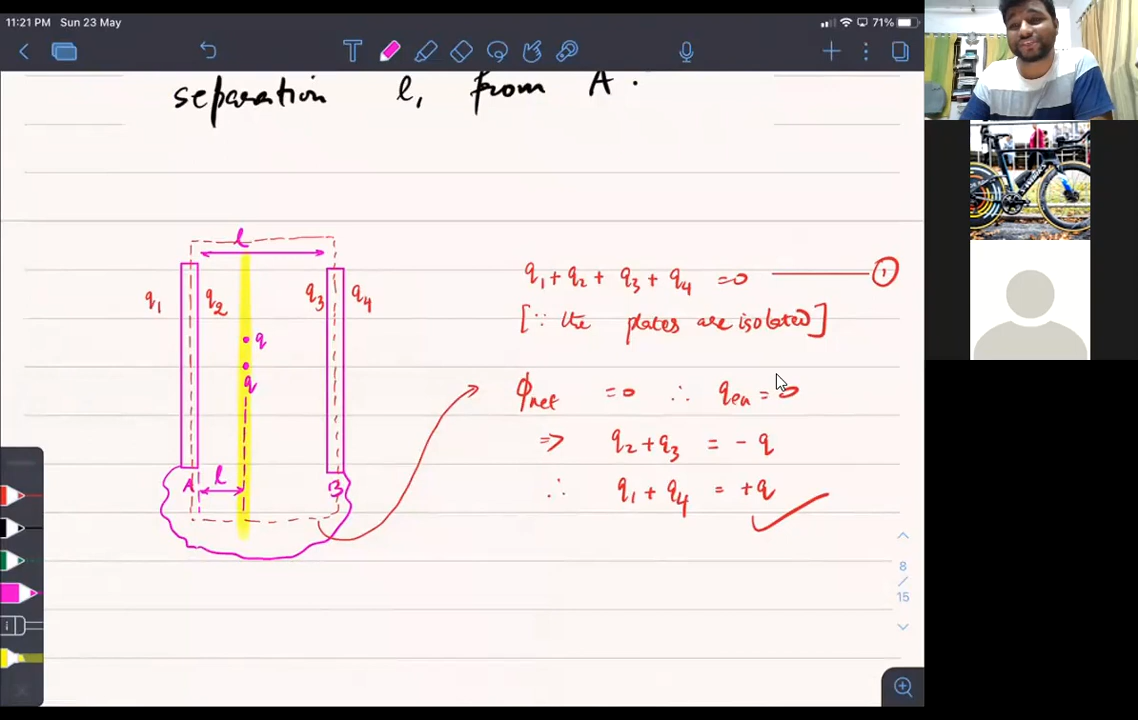 11:21 PM Sun 23 May
71%
T
separation l₁ from A.
l
q₁ q₂ q₃ q₄
q
q
A l B
q₁ + q₂ + q₃ + q₄ = 0 ①
[∵ the plates are isolated]
ϕnet = 0 ∴ qen = 0
⇒ q₂ + q₃ = - q
∴ q₁ + q₄ = + q
8
/
15